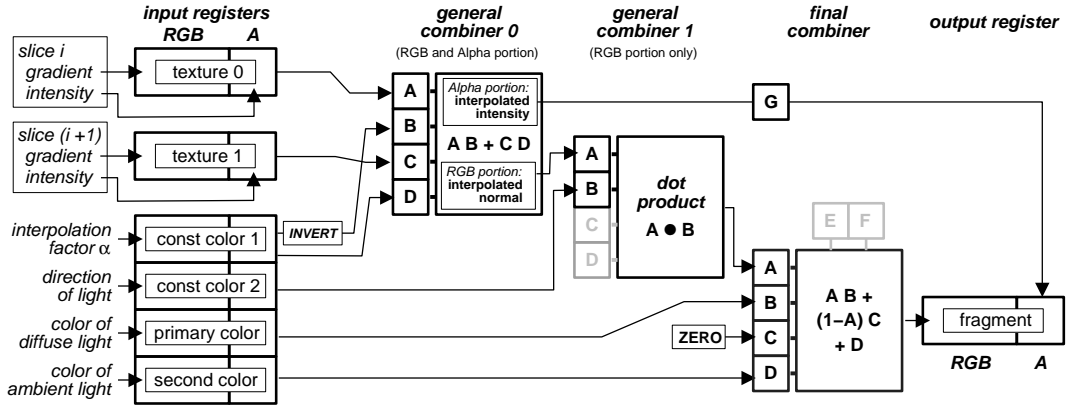 input registers
RGB
A
general
combiner 0
(RGB and Alpha portion)
general
combiner 1
(RGB portion only)
final
combiner
output register
slice i
gradient
intensity
texture 0
slice (i +1)
gradient
intensity
texture 1
interpolation
factor α
const color 1
INVERT
direction
of light
const color 2
color of
diffuse light
primary color
color of
ambient light
second color
A
B
C
D
Alpha portion:
interpolated
intensity
A B + C D
RGB portion:
interpolated
normal
A
B
C
D
dot
product
A ● B
G
E
F
ZERO
A
B
C
D
A B +
(1–A) C
+ D
fragment
RGB
A